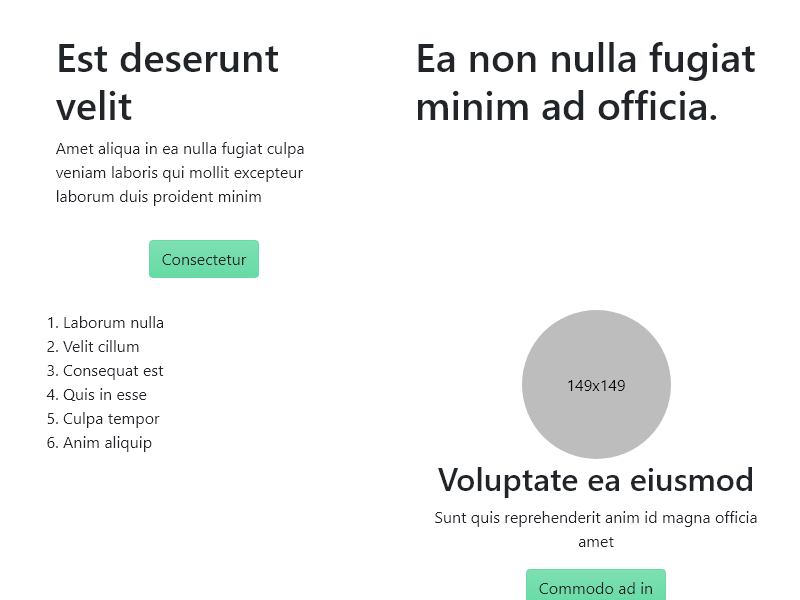 Est deserunt
velit
Amet aliqua in ea nulla fugiat culpa
veniam laboris qui mollit excepteur
laborum duis proident minim
Consectetur
Ea non nulla fugiat
minim ad officia.
1. Laborum nulla
2. Velit cillum
3. Consequat est
4. Quis in esse
5. Culpa tempor
6. Anim aliquip
149x149
Voluptate ea eiusmod
Sunt quis reprehenderit anim id magna officia
amet
Commodo ad in